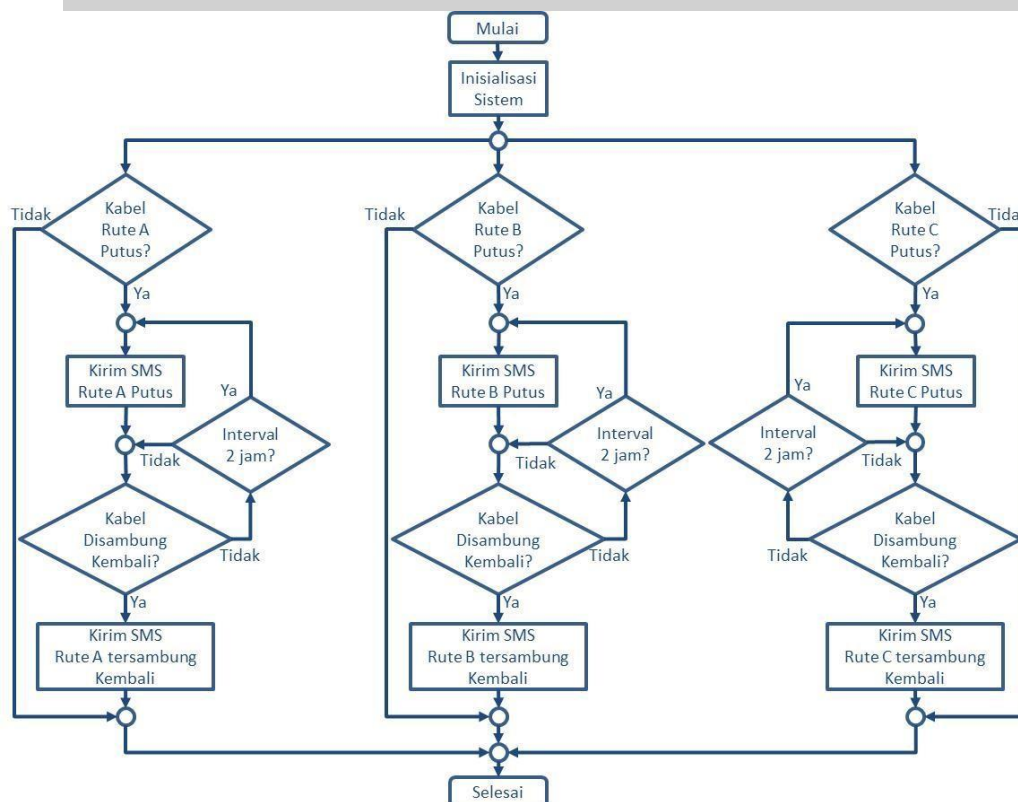 Mulai
Inisialisasi
Sistem
Tidak
Kabel
Rute A
Putus?
Ya
Kirim SMS
Rute A Putus
Ya
Interval
2 jam?
Tidak
Kabel
Disambung
Kembali?
Tidak
Ya
Kirim SMS
Rute A tersambung
Kembali
Tidak
Kabel
Rute B
Putus?
Ya
Kirim SMS
Rute B Putus
Ya
Interval
2 jam?
Tidak
Kabel
Disambung
Kembali?
Tidak
Ya
Kirim SMS
Rute B tersambung
Kembali
Kabel
Rute C
Putus?
Tida
Ya
Kirim SMS
Rute C Putus
Ya
Interval
2 jam?
Tidak
Kabel
Disambung
Kembali?
Tidak
Ya
Kirim SMS
Rute C tersambung
Kembali
Selesai